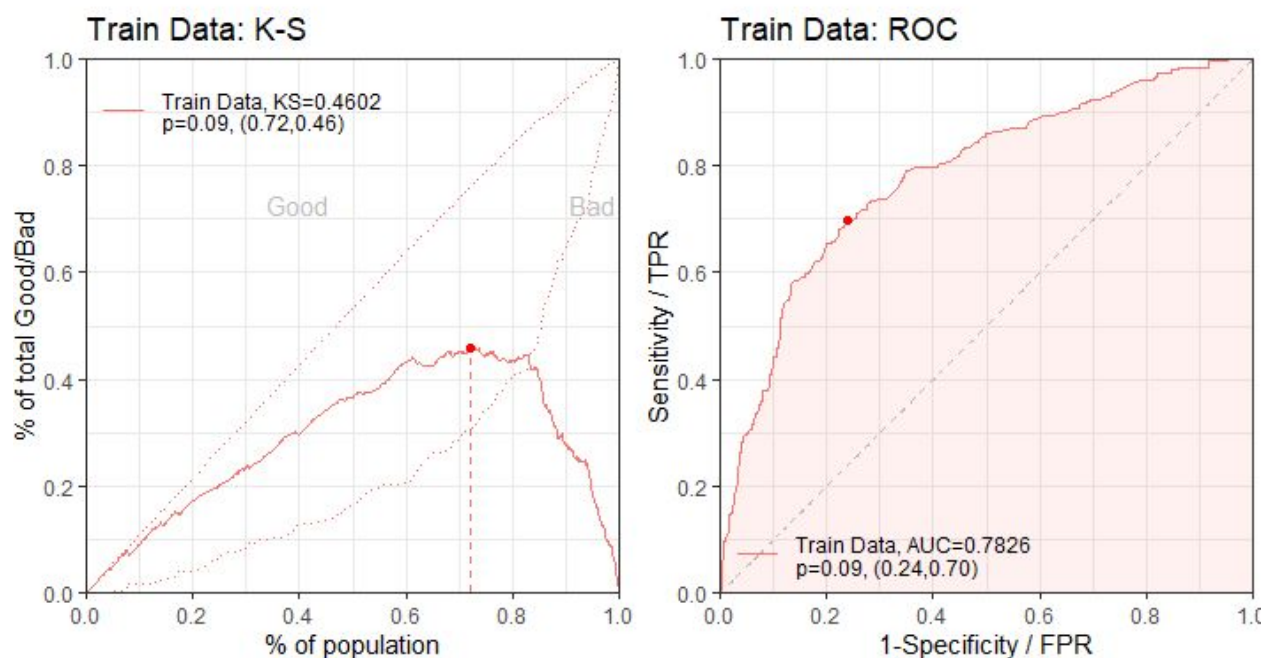 Train Data: K-S
1.0
0.8
0.6
0.4
0.2
0.0
% of total Good/Bad
Train Data, KS=0.4602
p=0.09, (0.72,0.46)
Good
Bad
0.0 0.2 0.4 0.6 0.8 1.0
% of population
Train Data: ROC
1.0
0.8
0.6
0.4
0.2
0.0
Sensitivity / TPR
Train Data, AUC=0.7826
p=0.09, (0.24,0.70)
0.0 0.2 0.4 0.6 0.8 1.0
1-Specificity / FPR